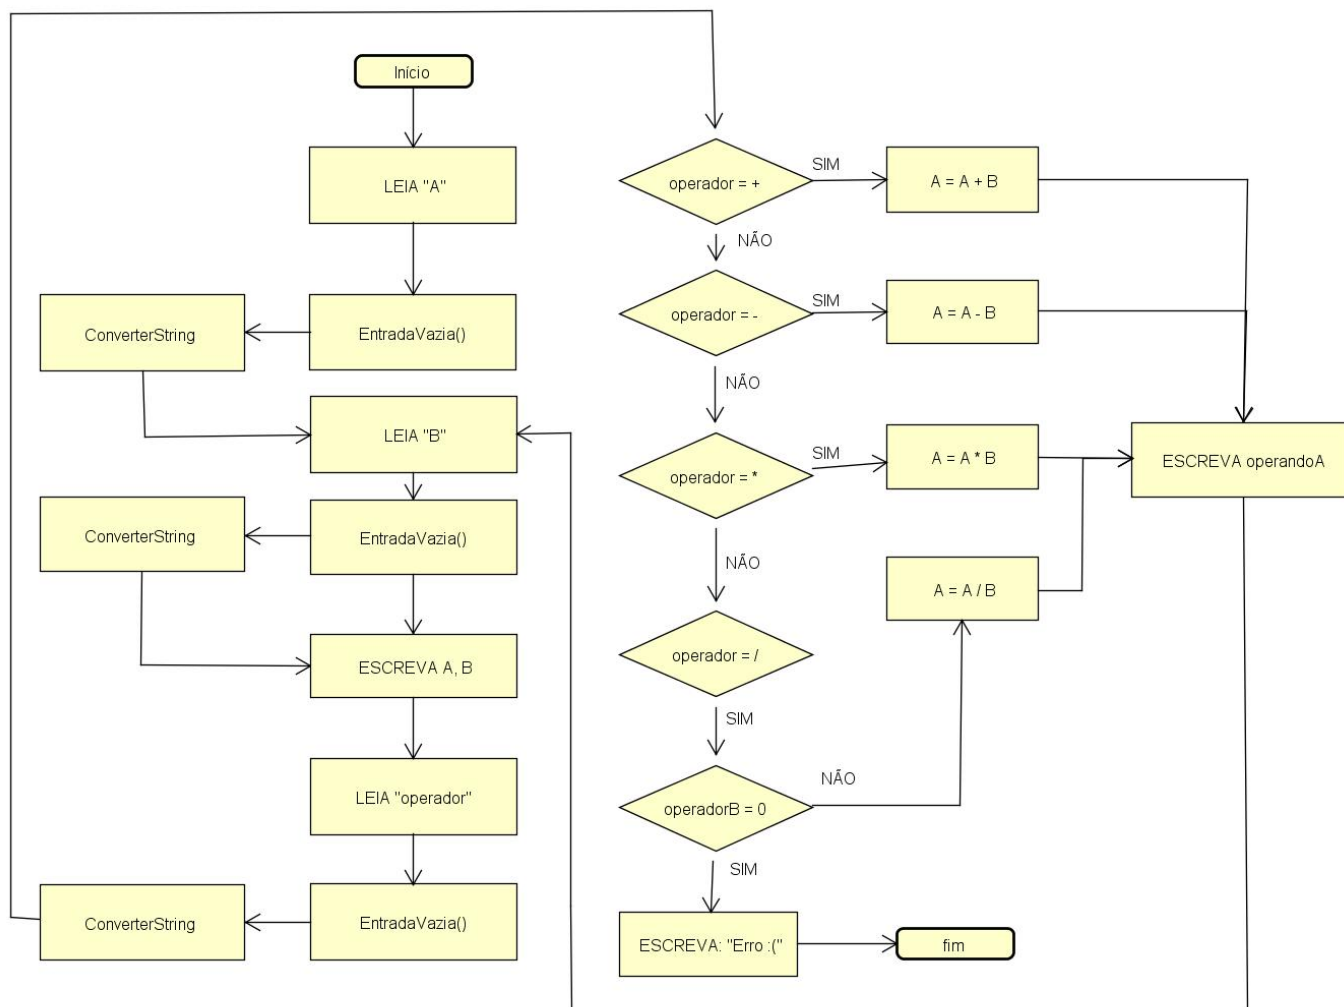 Início
LEIA "A"
EntradaVazia()
ConverterString
LEIA "B"
EntradaVazia()
ConverterString
ESCREVA A, B
LEIA "operador"
EntradaVazia()
ConverterString
operador = +
SIM
A = A + B
NÃO
operador = -
SIM
A = A - B
NÃO
operador = *
SIM
A = A * B
ESCREVA operandoA
NÃO
operador = /
A = A / B
SIM
operadorB = 0
NÃO
SIM
ESCREVA: "Erro :("
fim